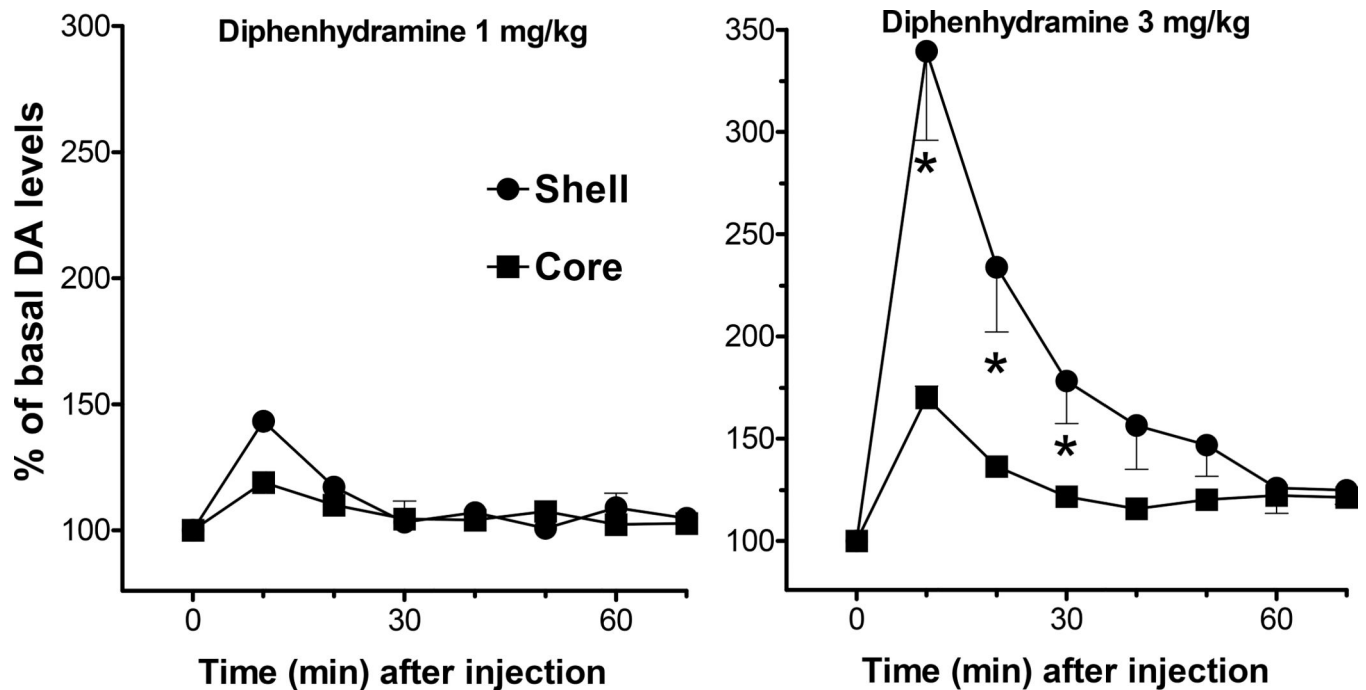 Diphenhydramine 1 mg/kg
300
250
200
150
100
% of basal DA levels
Shell
Core
0
30
60
Time (min) after injection
Diphenhydramine 3 mg/kg
350
300
250
200
150
100
*
*
*
0
30
60
Time (min) after injection